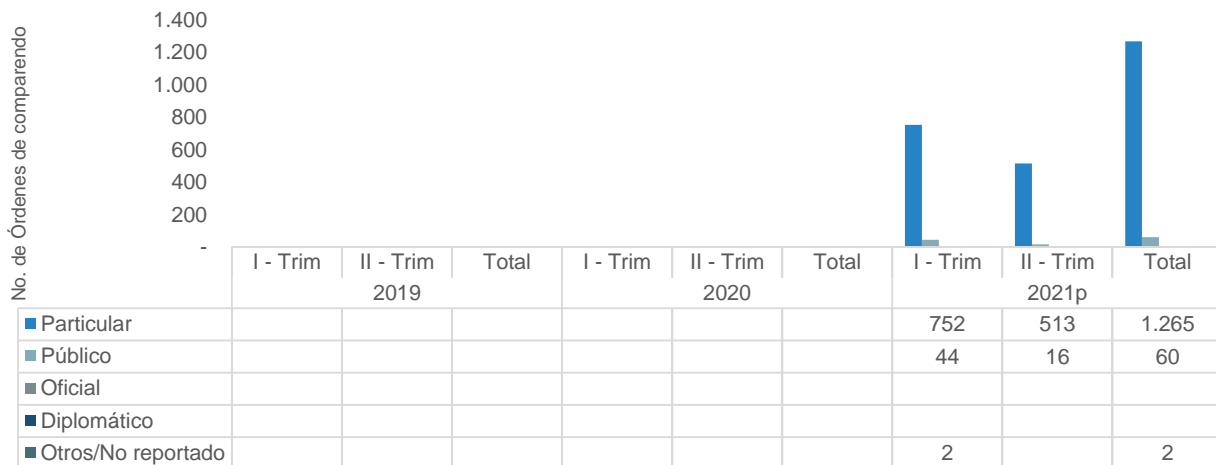 No. de Órdenes de comparendo
1.400
1.200
1.000
800
600
400
200
-
I - Trim II - Trim Total I - Trim II - Trim Total I - Trim II - Trim Total
2019 2020 2021p
Particular 752 513 1.265
Público 44 16 60
Oficial
Diplomático
Otros/No reportado 2 2